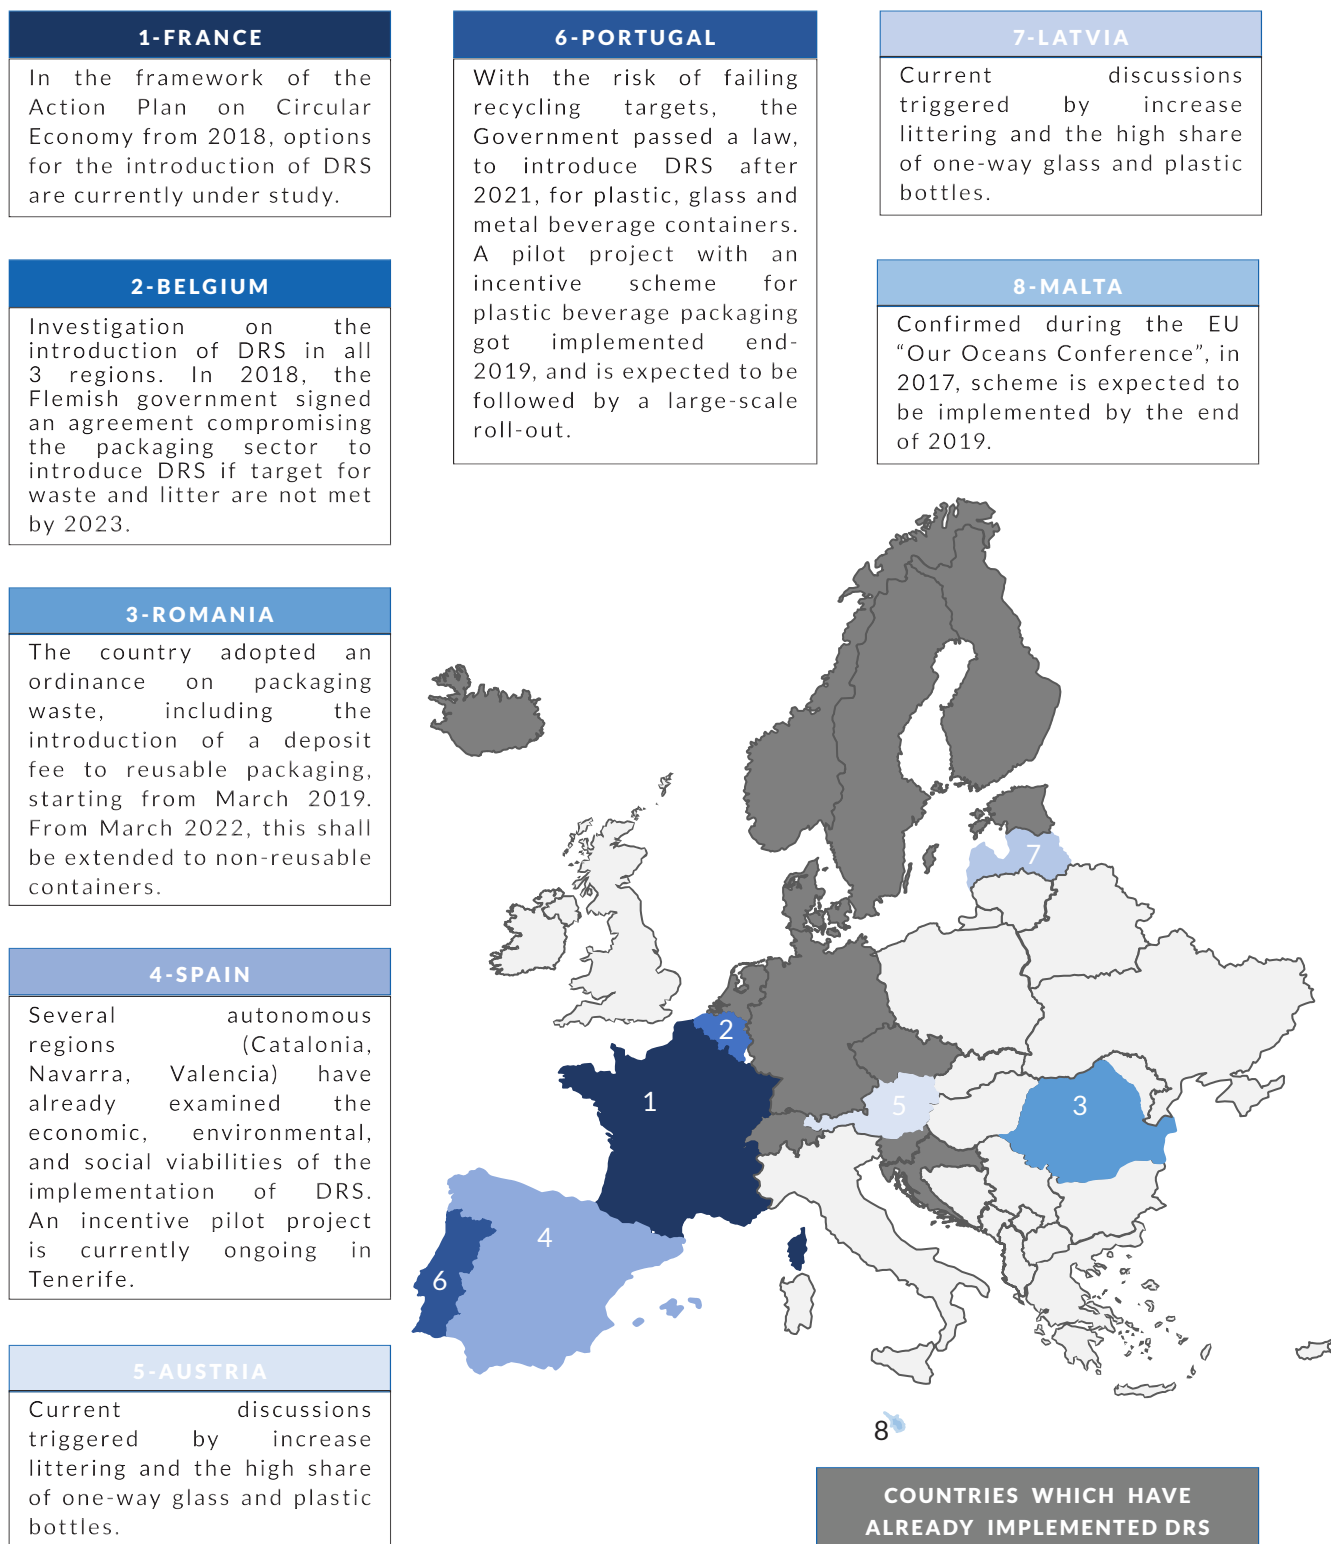 1-FRANCE
In the framework of the
Action Plan on Circular
Economy from 2018, options
for the introduction of DRS
are currently under study.
2-BELGIUM
Investigation on the
introduction of DRS in all
3 regions. In 2018, the
Flemish government signed
an agreement compromising
the packaging sector to
introduce DRS if target for
waste and litter are not met
by 2023.
3-ROMANIA
The country adopted an
ordinance on packaging
waste, including the
introduction of a deposit
fee to reusable packaging,
starting from March 2019.
From March 2022, this shall
be extended to non-reusable
containers.
4-SPAIN
Several autonomous
regions (Catalonia,
Navarra, Valencia) have
already examined the
economic, environmental,
and social viabilities of the
implementation of DRS.
An incentive pilot project
is currently ongoing in
Tenerife.
5-AUSTRIA
Current discussions
triggered by increase
littering and the high share
of one-way glass and plastic
bottles.
6-PORTUGAL
With the risk of failing
recycling targets, the
Government passed a law,
to introduce DRS after
2021, for plastic, glass and
metal beverage containers.
A pilot project with an
incentive scheme for
plastic beverage packaging
got implemented end-
2019, and is expected to be
followed by a large-scale
roll-out.
7-LATVIA
Current discussions
triggered by increase
littering and the high share
of one-way glass and plastic
bottles.
8-MALTA
Confirmed during the EU
“Our Oceans Conference”, in
2017, scheme is expected to
be implemented by the end
of 2019.
7
2
1
5
3
4
6
8
COUNTRIES WHICH HAVE
ALREADY IMPLEMENTED DRS